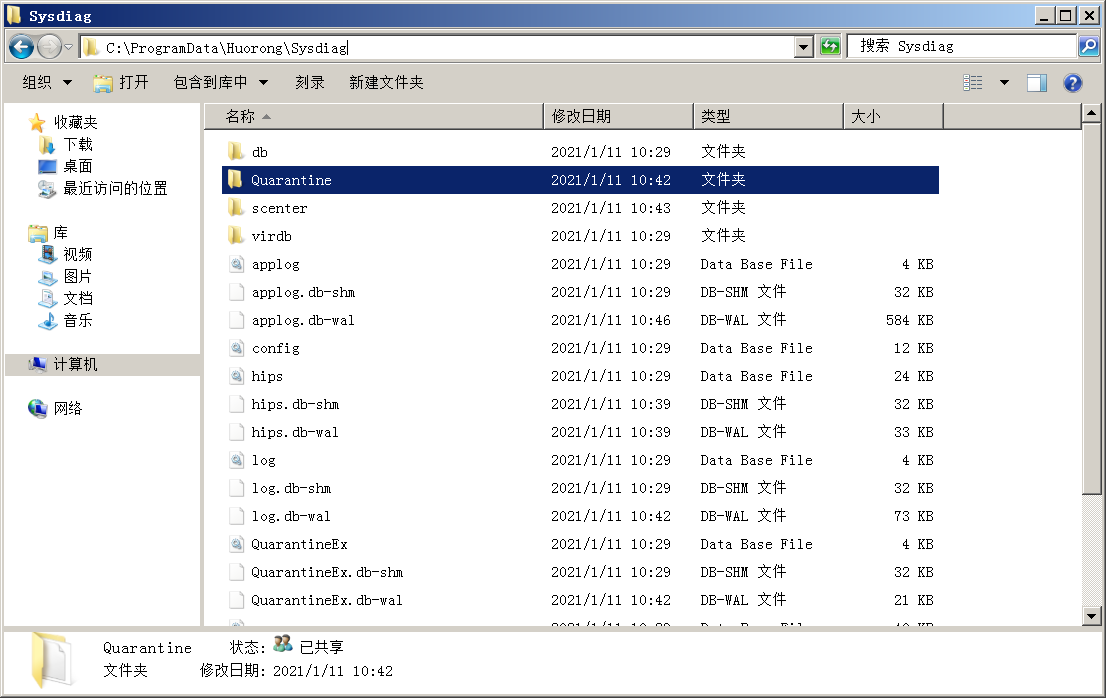 Sysdiag
C:\ProgramData\Huorong\Sysdiag 搜索 Sysdiag
组织 打开 包含到库中 刻录 新建文件夹
收藏夹
下载
桌面
最近访问的位置
库
视频
图片
文档
音乐
计算机
网络
名称 修改日期 类型 大小
db 2021/1/11 10:29 文件夹
Quarantine 2021/1/11 10:42 文件夹
scenter 2021/1/11 10:43 文件夹
virdb 2021/1/11 10:29 文件夹
applog 2021/1/11 10:29 Data Base File 4 KB
applog.db-shm 2021/1/11 10:29 DB-SHM 文件 32 KB
applog.db-wal 2021/1/11 10:46 DB-WAL 文件 584 KB
config 2021/1/11 10:29 Data Base File 12 KB
hips 2021/1/11 10:29 Data Base File 24 KB
hips.db-shm 2021/1/11 10:39 DB-SHM 文件 32 KB
hips.db-wal 2021/1/11 10:39 DB-WAL 文件 33 KB
log 2021/1/11 10:29 Data Base File 4 KB
log.db-shm 2021/1/11 10:29 DB-SHM 文件 32 KB
log.db-wal 2021/1/11 10:42 DB-WAL 文件 73 KB
QuarantineEx 2021/1/11 10:29 Data Base File 4 KB
QuarantineEx.db-shm 2021/1/11 10:29 DB-SHM 文件 32 KB
QuarantineEx.db-wal 2021/1/11 10:42 DB-WAL 文件 21 KB
Quarantine 状态: 已共享
文件夹 修改日期: 2021/1/11 10:42